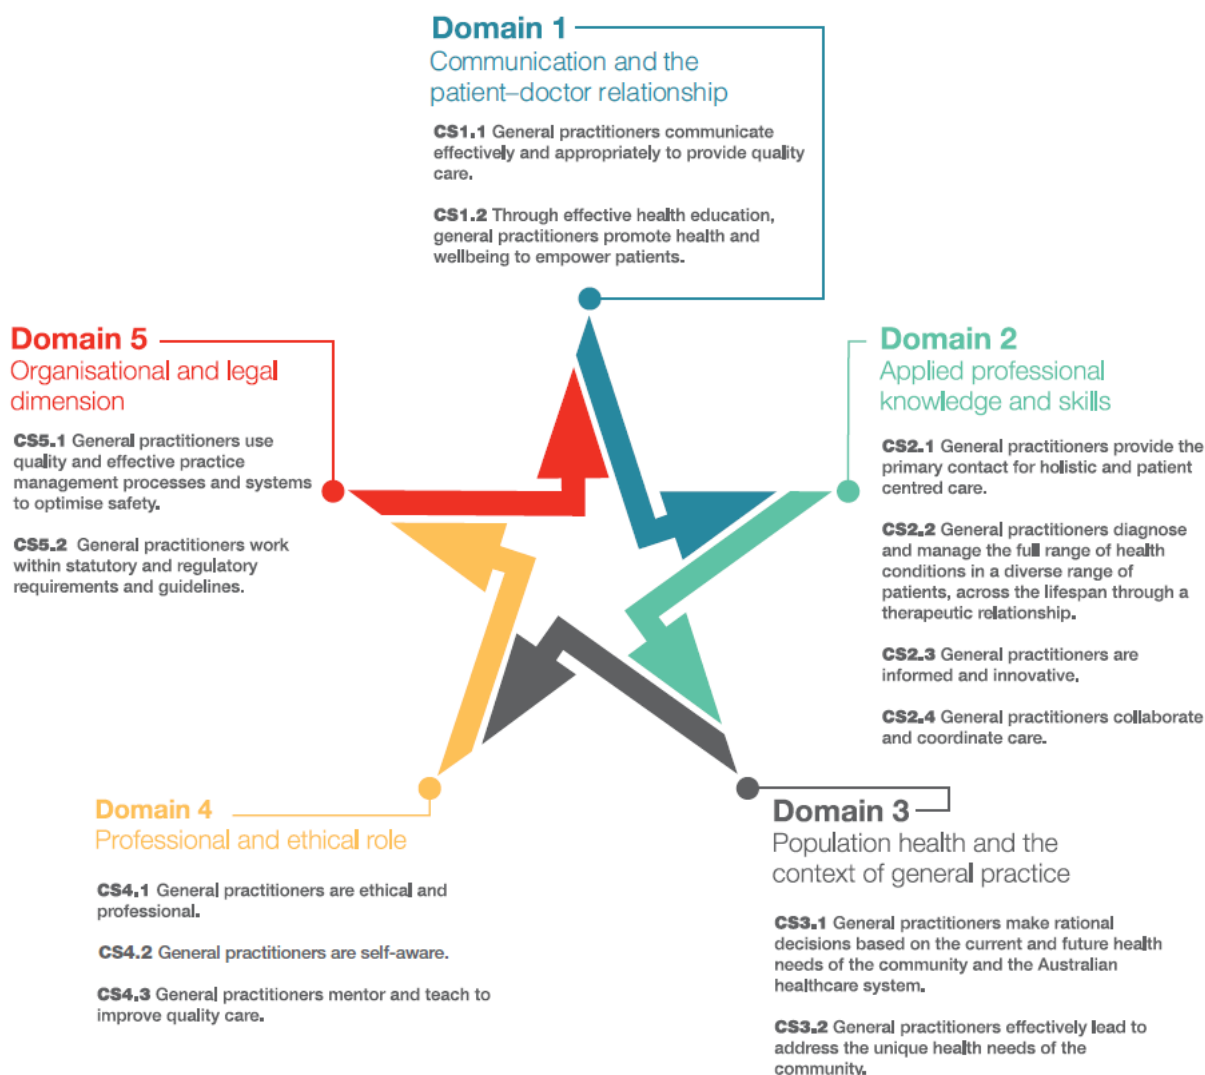 Domain 1
Communication and the
patient–doctor relationship
CS1.1 General practitioners communicate
effectively and appropriately to provide quality
care.
CS1.2 Through effective health education,
general practitioners promote health and
wellbeing to empower patients.
Domain 2
Applied professional
knowledge and skills
CS2.1 General practitioners provide the
primary contact for holistic and patient
centred care.
CS2.2 General practitioners diagnose
and manage the full range of health
conditions in a diverse range of
patients, across the lifespan through a
therapeutic relationship.
CS2.3 General practitioners are
informed and innovative.
CS2.4 General practitioners collaborate
and coordinate care.
Domain 3
Population health and the
context of general practice
CS3.1 General practitioners make rational
decisions based on the current and future health
needs of the community and the Australian
healthcare system.
CS3.2 General practitioners effectively lead to
address the unique health needs of the
community.
Domain 4
Professional and ethical role
CS4.1 General practitioners are ethical and
professional.
CS4.2 General practitioners are self-aware.
CS4.3 General practitioners mentor and teach to
improve quality care.
Domain 5
Organisational and legal
dimension
CS5.1 General practitioners use
quality and effective practice
management processes and systems
to optimise safety.
CS5.2 General practitioners work
within statutory and regulatory
requirements and guidelines.